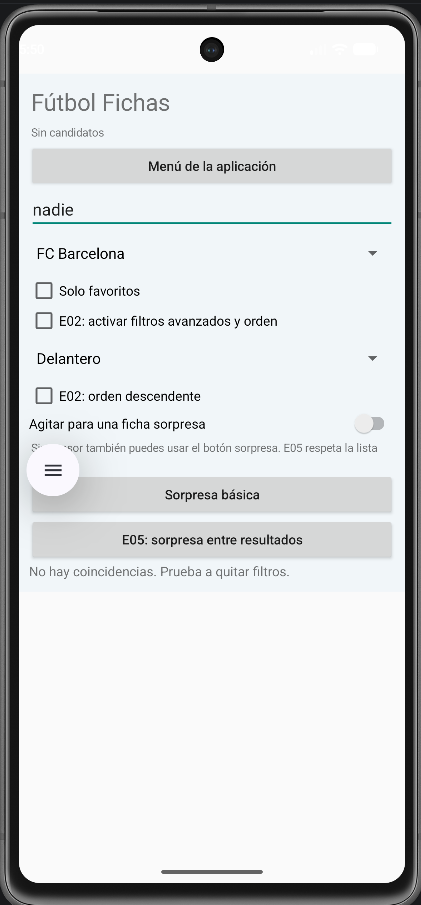 Fútbol Fichas
Sin candidatos
Menú de la aplicación
nadie
FC Barcelona
Solo favoritos
E02: activar filtros avanzados y orden
Delantero
E02: orden descendente
Agitar para una ficha sorpresa
también puedes usar el botón sorpresa. E05 respeta la lista
Sorpresa básica
E05: sorpresa entre resultados
No hay coincidencias. Prueba a quitar filtros.